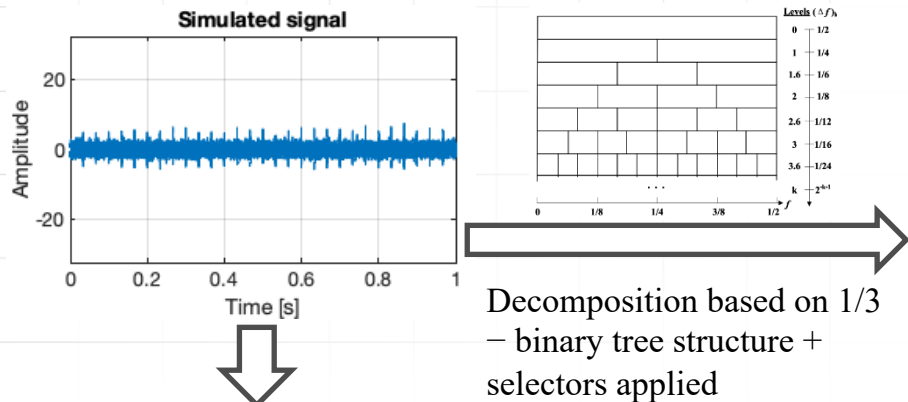 Simulated signal
Amplitude
20
0
-20
0 0.2 0.4 0.6 0.8 1
Time [s]
Levels (Δf)ₖ
0 1/2
1 1/4
1.6 1/6
2 1/8
2.6 1/12
3 1/16
3.6 1/24
...
k 2^-k-1
f
0 1/8 1/4 3/8 1/2
Decomposition based on 1/3
− binary tree structure +
selectors applied